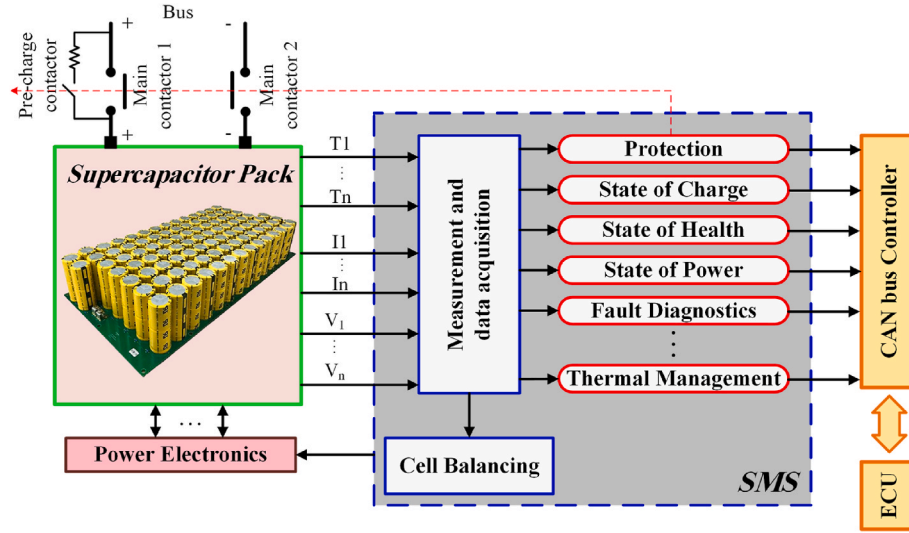 Bus
+
-
Pre-charge
contactor
Main
contactor 1
Main
contactor 2
+
-
Supercapacitor Pack
T1
⋮
Tn
I1
⋮
In
V1
⋮
Vn
Measurement and
data acquisition
Protection
State of Charge
State of Health
State of Power
Fault Diagnostics
⋮
Thermal Management
CAN bus Controller
...
Power Electronics
Cell Balancing
SMS
ECU